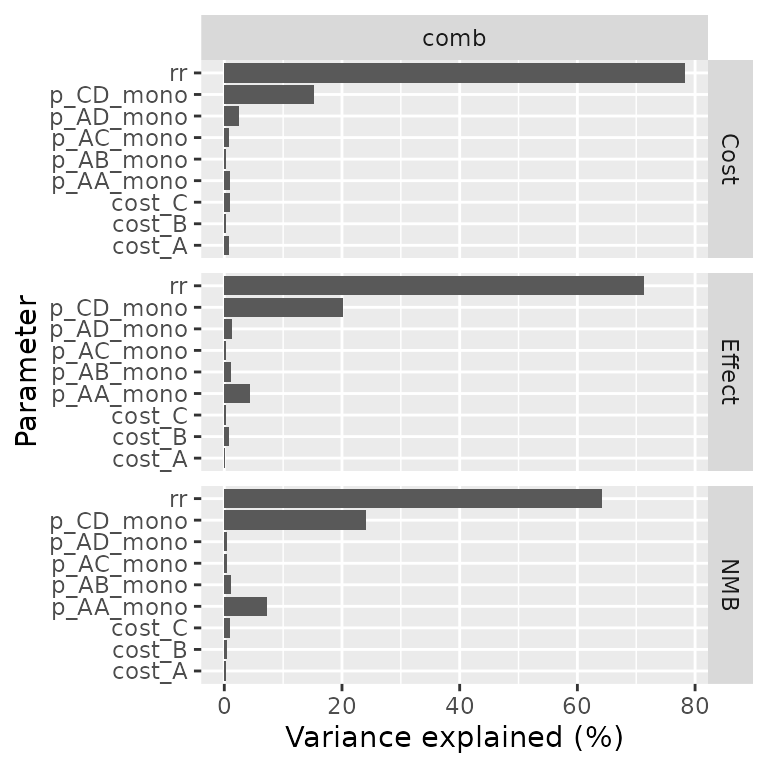 comb
rr
p_CD_mono
p_AD_mono
p_AC_mono
p_AB_mono
p_AA_mono
cost_C
cost_B
cost_A
Cost
rr
p_CD_mono
p_AD_mono
p_AC_mono
p_AB_mono
p_AA_mono
cost_C
cost_B
cost_A
Effect
rr
p_CD_mono
p_AD_mono
p_AC_mono
p_AB_mono
p_AA_mono
cost_C
cost_B
cost_A
NMB
Parameter
0 20 40 60 80
Variance explained (%)